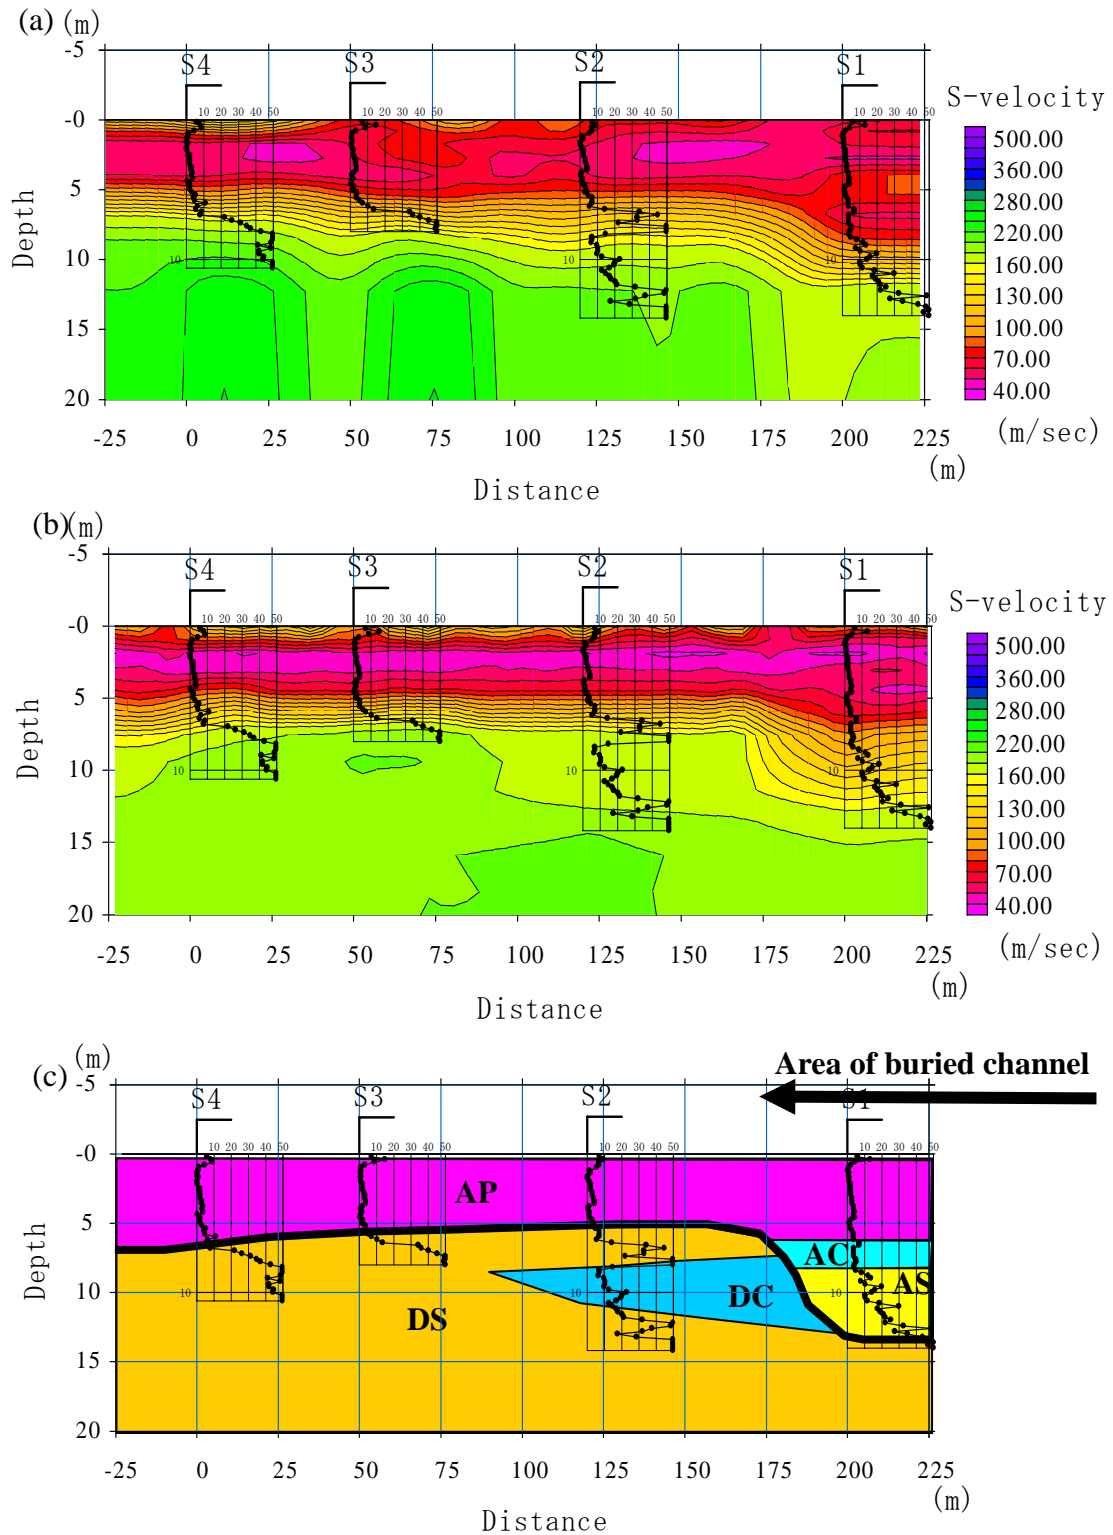 (a) (m)
-5
S4 S3 S2 S1
S-velocity
10 20 30 40 50 10 20 30 40 50 10 20 30 40 50 10 20 30 40 50
-0
5
10
15
20
Depth
10 10 10
500.00
360.00
280.00
220.00
160.00
130.00
100.00
70.00
40.00
(m/sec)
-25 0 25 50 75 100 125 150 175 200 225
(m)
Distance
(b) (m)
-5
S4 S3 S2 S1
S-velocity
10 20 30 40 50 10 20 30 40 50 10 20 30 40 50 10 20 30 40 50
-0
5
10
15
20
Depth
10 10 10
500.00
360.00
280.00
220.00
160.00
130.00
100.00
70.00
40.00
(m/sec)
-25 0 25 50 75 100 125 150 175 200 225
(m)
Distance
(c) (m)
Area of buried channel
-5
S4 S3 S2 S1
10 20 30 40 50 10 20 30 40 50 10 20 30 40 50 10 20 30 40 50
-0
5
10
15
20
Depth
AP
AC
AS
DC
DS
10 10 10
-25 0 25 50 75 100 125 150 175 200 225
(m)
Distance